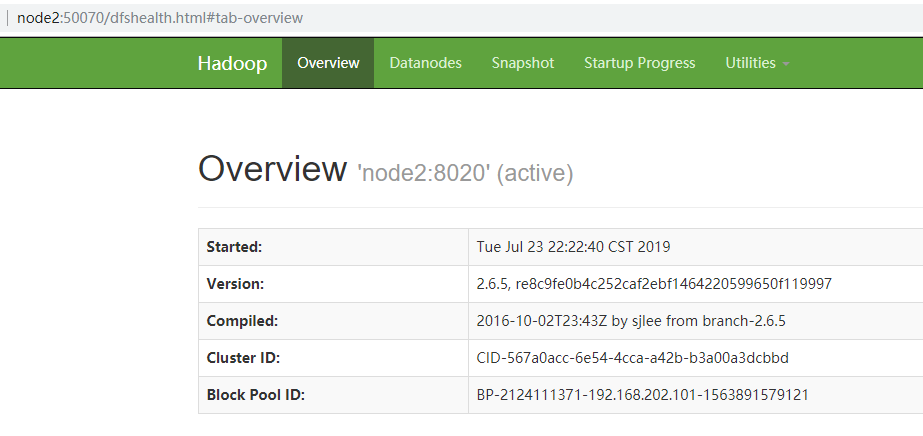 node2:50070/dfshealth.html#tab-overview
Hadoop Overview Datanodes Snapshot Startup Progress Utilities
Overview 'node2:8020' (active)
Started: Tue Jul 23 22:22:40 CST 2019
Version: 2.6.5, re8c9fe0b4c252caf2ebf1464220599650f119997
Compiled: 2016-10-02T23:43Z by sjlee from branch-2.6.5
Cluster ID: CID-567a0acc-6e54-4cca-a42b-b3a00a3dcbbd
Block Pool ID: BP-2124111371-192.168.202.101-1563891579121